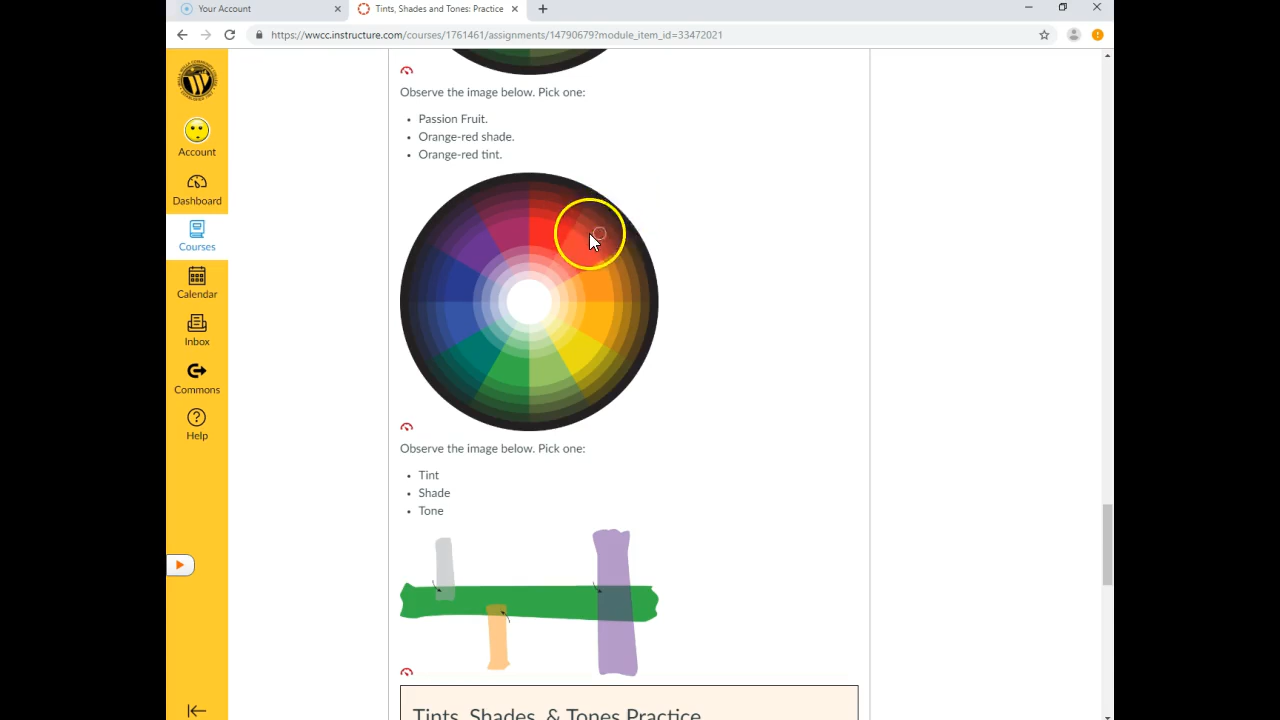 Your Account
Tints, Shades and Tones: Practice
https://wwcc.instructure.com/courses/1761461/assignments/14790679?module_item_id=33472021
W
Account
Dashboard
Courses
Calendar
Inbox
Commons
Help
Observe the image below. Pick one:
Passion Fruit.
Orange-red shade.
Orange-red tint.
Observe the image below. Pick one:
Tint
Shade
Tone
Tints, Shades, & Tones Practice